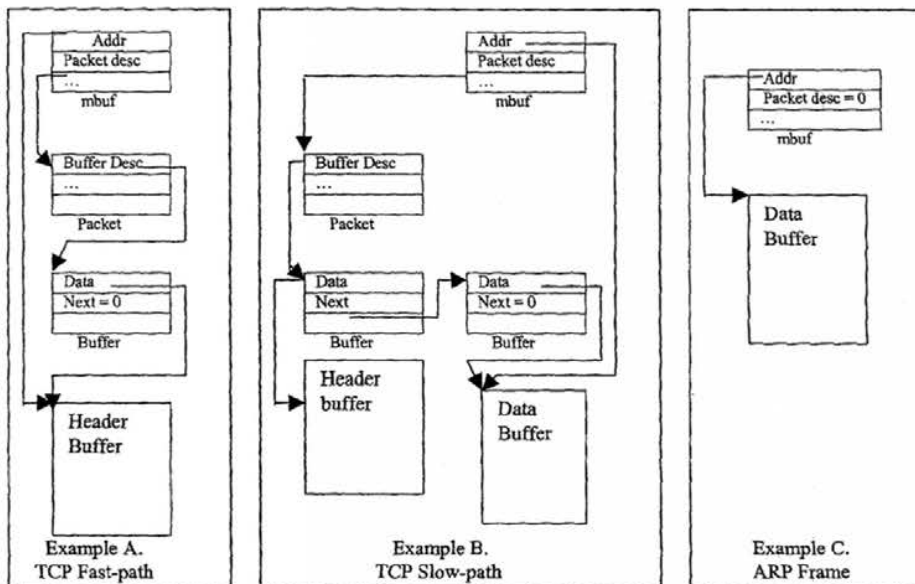 Addr
Packet desc
...
mbuf
Buffer Desc
...
Packet
Data
Next = 0
Buffer
Header
Buffer
Example A.
TCP Fast-path
Addr
Packet desc
...
mbuf
Buffer Desc
...
Packet
Data
Next
Buffer
Data
Next = 0
Buffer
Header
buffer
Data
Buffer
Example B.
TCP Slow-path
Addr
Packet desc = 0
...
mbuf
Data
Buffer
Example C.
ARP Frame